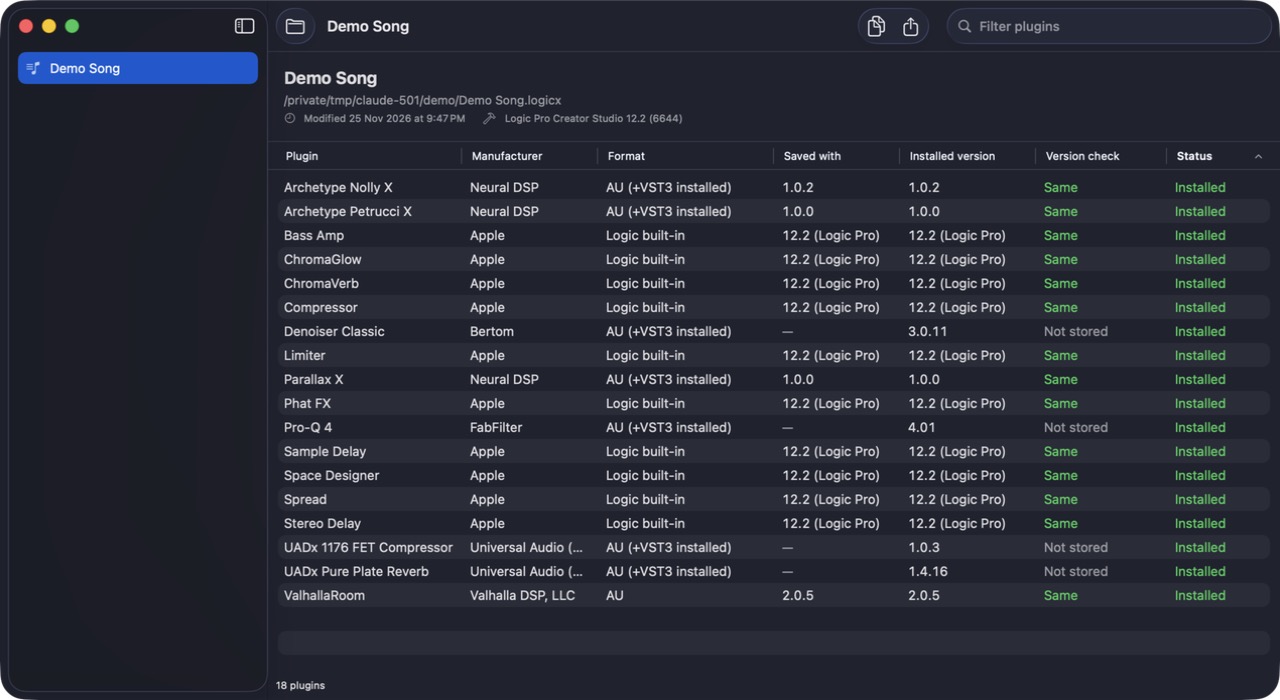 Demo Song
Filter plugins
Demo Song
Demo Song
/private/tmp/claude-501/demo/Demo Song.logicx
Modified 25 Nov 2026 at 9:47 PM Logic Pro Creator Studio 12.2 (6644)
Plugin Manufacturer Format Saved with Installed version Version check Status
Archetype Nolly X Neural DSP AU (+VST3 installed) 1.0.2 1.0.2 Same Installed
Archetype Petrucci X Neural DSP AU (+VST3 installed) 1.0.0 1.0.0 Same Installed
Bass Amp Apple Logic built-in 12.2 (Logic Pro) 12.2 (Logic Pro) Same Installed
ChromaGlow Apple Logic built-in 12.2 (Logic Pro) 12.2 (Logic Pro) Same Installed
ChromaVerb Apple Logic built-in 12.2 (Logic Pro) 12.2 (Logic Pro) Same Installed
Compressor Apple Logic built-in 12.2 (Logic Pro) 12.2 (Logic Pro) Same Installed
Denoiser Classic Bertom AU (+VST3 installed) — 3.0.11 Not stored Installed
Limiter Apple Logic built-in 12.2 (Logic Pro) 12.2 (Logic Pro) Same Installed
Parallax X Neural DSP AU (+VST3 installed) 1.0.0 1.0.0 Same Installed
Phat FX Apple Logic built-in 12.2 (Logic Pro) 12.2 (Logic Pro) Same Installed
Pro-Q 4 FabFilter AU (+VST3 installed) — 4.01 Not stored Installed
Sample Delay Apple Logic built-in 12.2 (Logic Pro) 12.2 (Logic Pro) Same Installed
Space Designer Apple Logic built-in 12.2 (Logic Pro) 12.2 (Logic Pro) Same Installed
Spread Apple Logic built-in 12.2 (Logic Pro) 12.2 (Logic Pro) Same Installed
Stereo Delay Apple Logic built-in 12.2 (Logic Pro) 12.2 (Logic Pro) Same Installed
UADx 1176 FET Compressor Universal Audio (... AU (+VST3 installed) — 1.0.3 Not stored Installed
UADx Pure Plate Reverb Universal Audio (... AU (+VST3 installed) — 1.4.16 Not stored Installed
ValhallaRoom Valhalla DSP, LLC AU 2.0.5 2.0.5 Same Installed
18 plugins